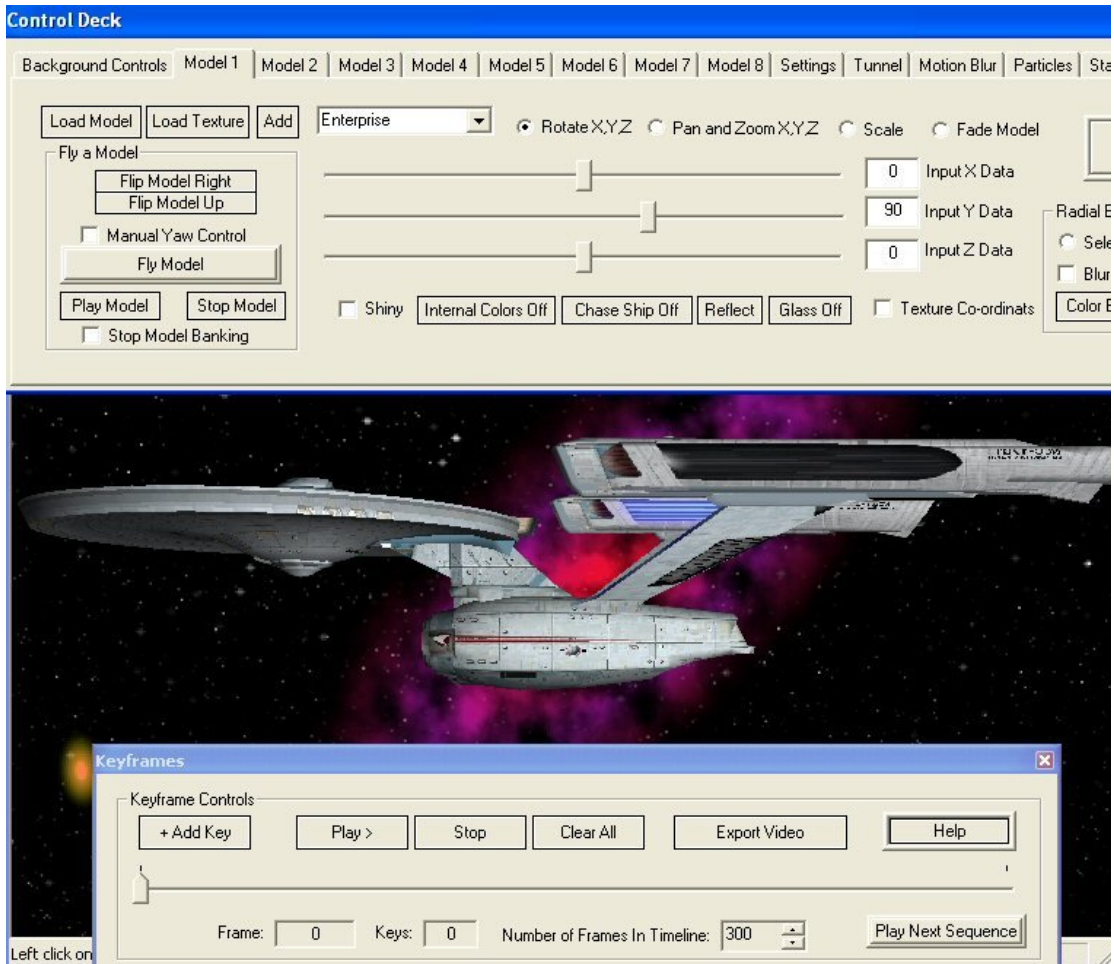 Control Deck
Background Controls Model 1 Model 2 Model 3 Model 4 Model 5 Model 6 Model 7 Model 8 Settings Tunnel Motion Blur Particles Sta
Load Model Load Texture Add Enterprise Rotate X,Y,Z Pan and Zoom X,Y,Z Scale Fade Model
Fly a Model
Flip Model Right 0 Input X Data
Flip Model Up 90 Input Y Data Radial B
Manual Yaw Control Sele
Fly Model 0 Input Z Data
Blur
Play Model Stop Model Shiny Internal Colors Off Chase Ship Off Reflect Glass Off Texture Co-ordinats Color B
Stop Model Banking
Keyframes
Keyframe Controls
+ Add Key Play > Stop Clear All Export Video Help
Frame: 0 Keys: 0 Number of Frames In Timeline: 300 Play Next Sequence
Left click on